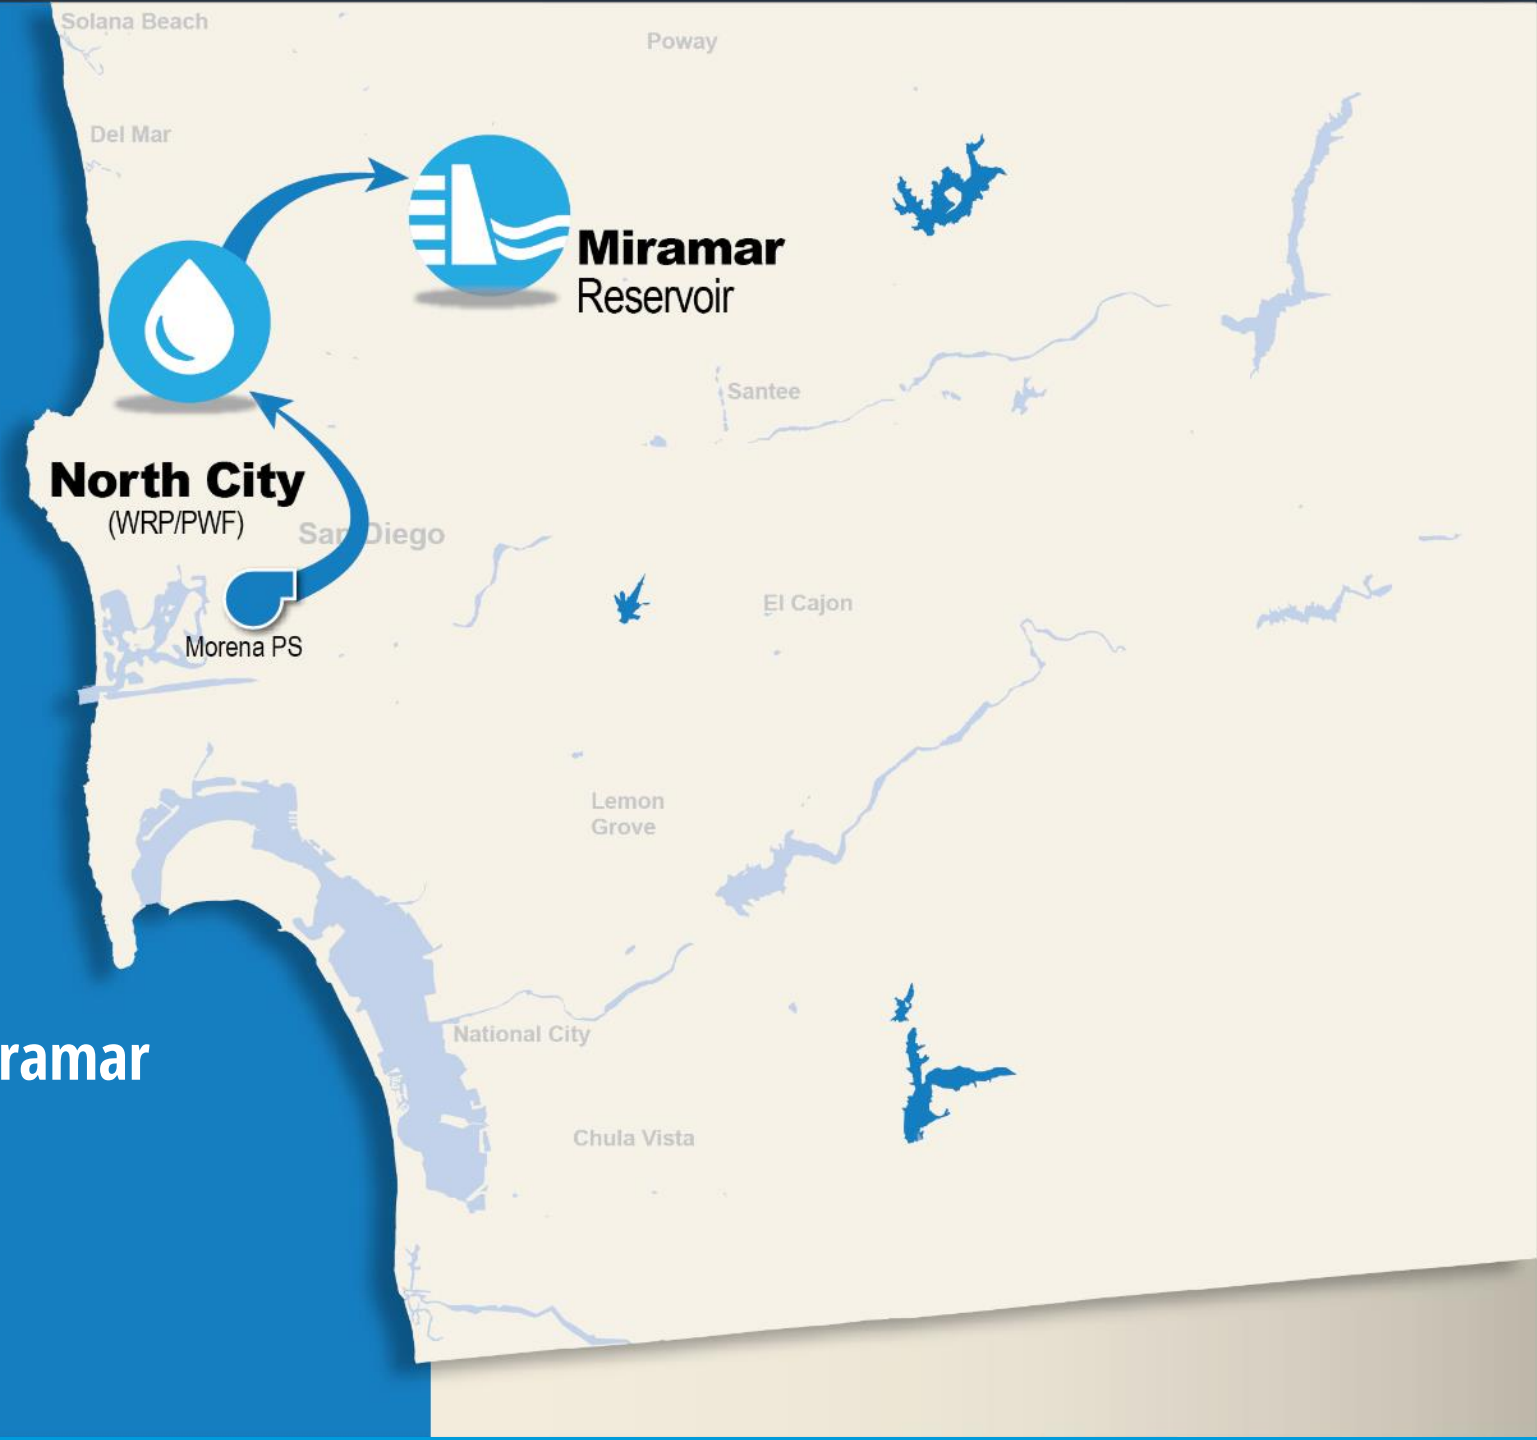 Solana Beach
Poway
Del Mar
Miramar
Reservoir
Santee
North City
(WRP/PWF)
San Diego
El Cajon
Morena PS
Lemon
Grove
National City
ramar
Chula Vista